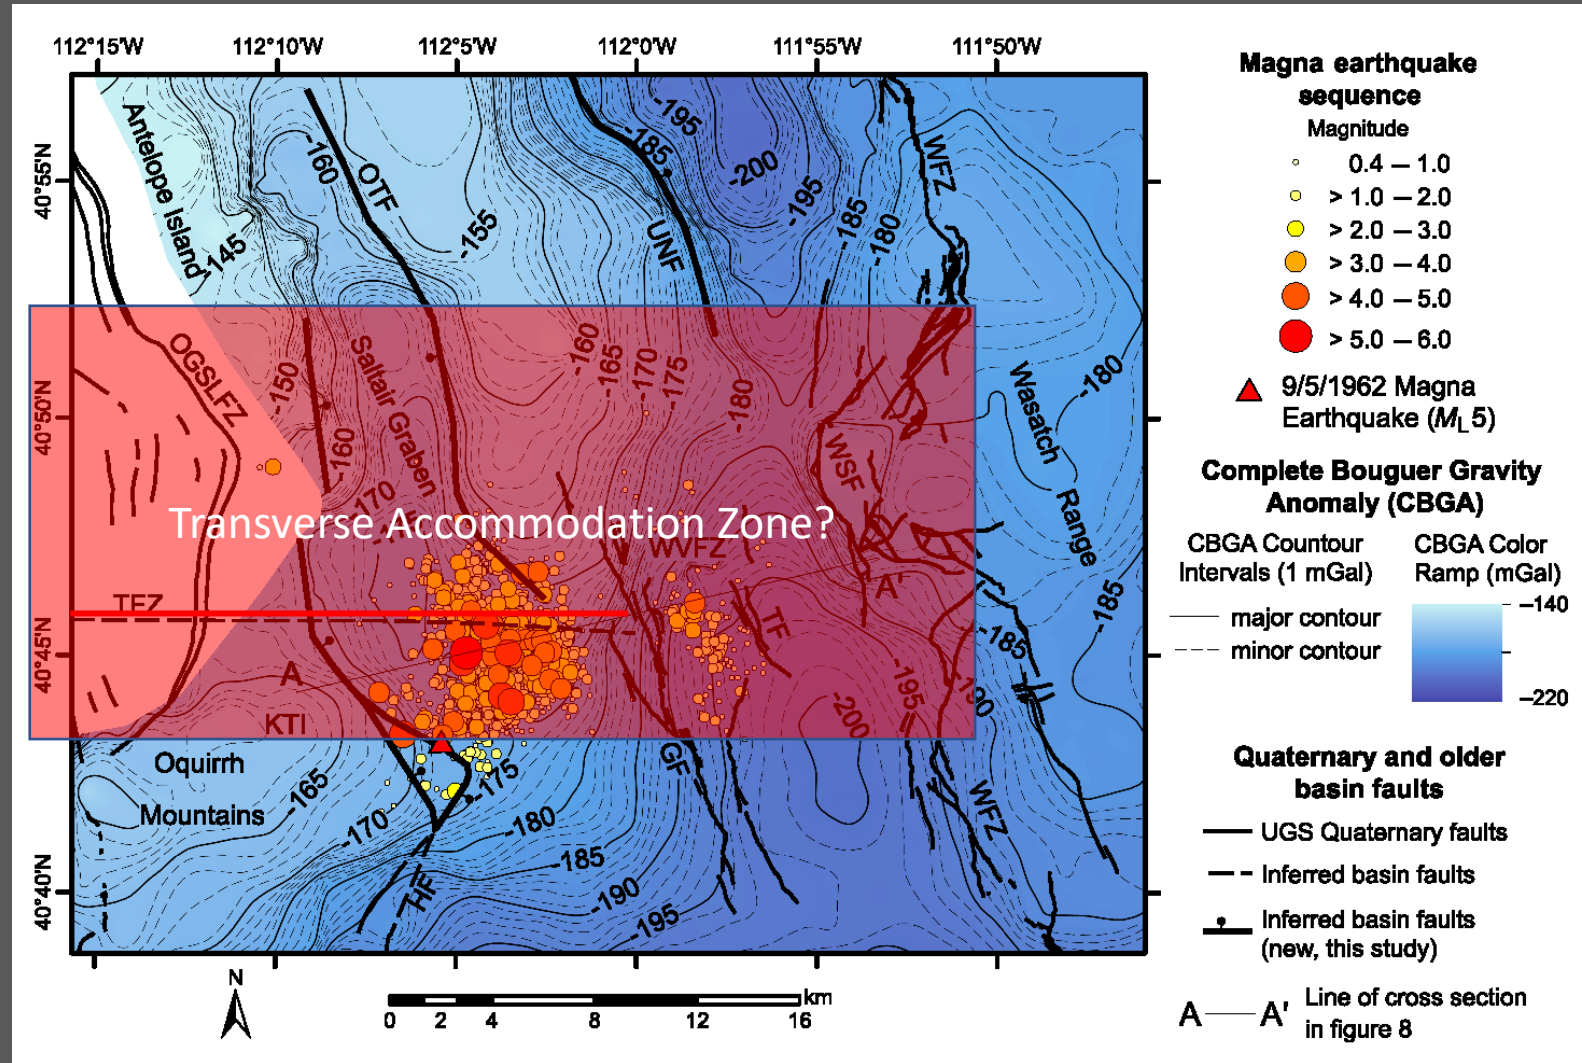 112°15'W 112°10'W 112°5'W 112°0'W 111°55'W 111°50'W
40°55'N
40°50'N
40°45'N
40°40'N
Antelope Island
-145
-160
OTF
-155
-195
-185
-200
-195
UNF
-185
-180
WFZ
OGSLFZ
-150
-160
Saltair Graben
-170
-160
-165
-170
-175
-180
WSF
Wasatch Range
-180
Transverse Accommodation Zone?
WVFZ
A'
TFZ
TF
-185
-185
A
KTI
-195
-190
-200
GF
WFZ
Oquirrh
Mountains
-165
-170
-175
-180
-185
-190
-195
HF
N
km
0 2 4 8 12 16
Magna earthquake
sequence
Magnitude
0.4 – 1.0
> 1.0 – 2.0
> 2.0 – 3.0
> 3.0 – 4.0
> 4.0 – 5.0
> 5.0 – 6.0
9/5/1962 Magna
Earthquake (ML5)
Complete Bouguer Gravity
Anomaly (CBGA)
CBGA Countour
Intervals (1 mGal)
major contour
minor contour
CBGA Color
Ramp (mGal)
–140
–220
Quaternary and older
basin faults
UGS Quaternary faults
Inferred basin faults
Inferred basin faults
(new, this study)
A A' Line of cross section
in figure 8